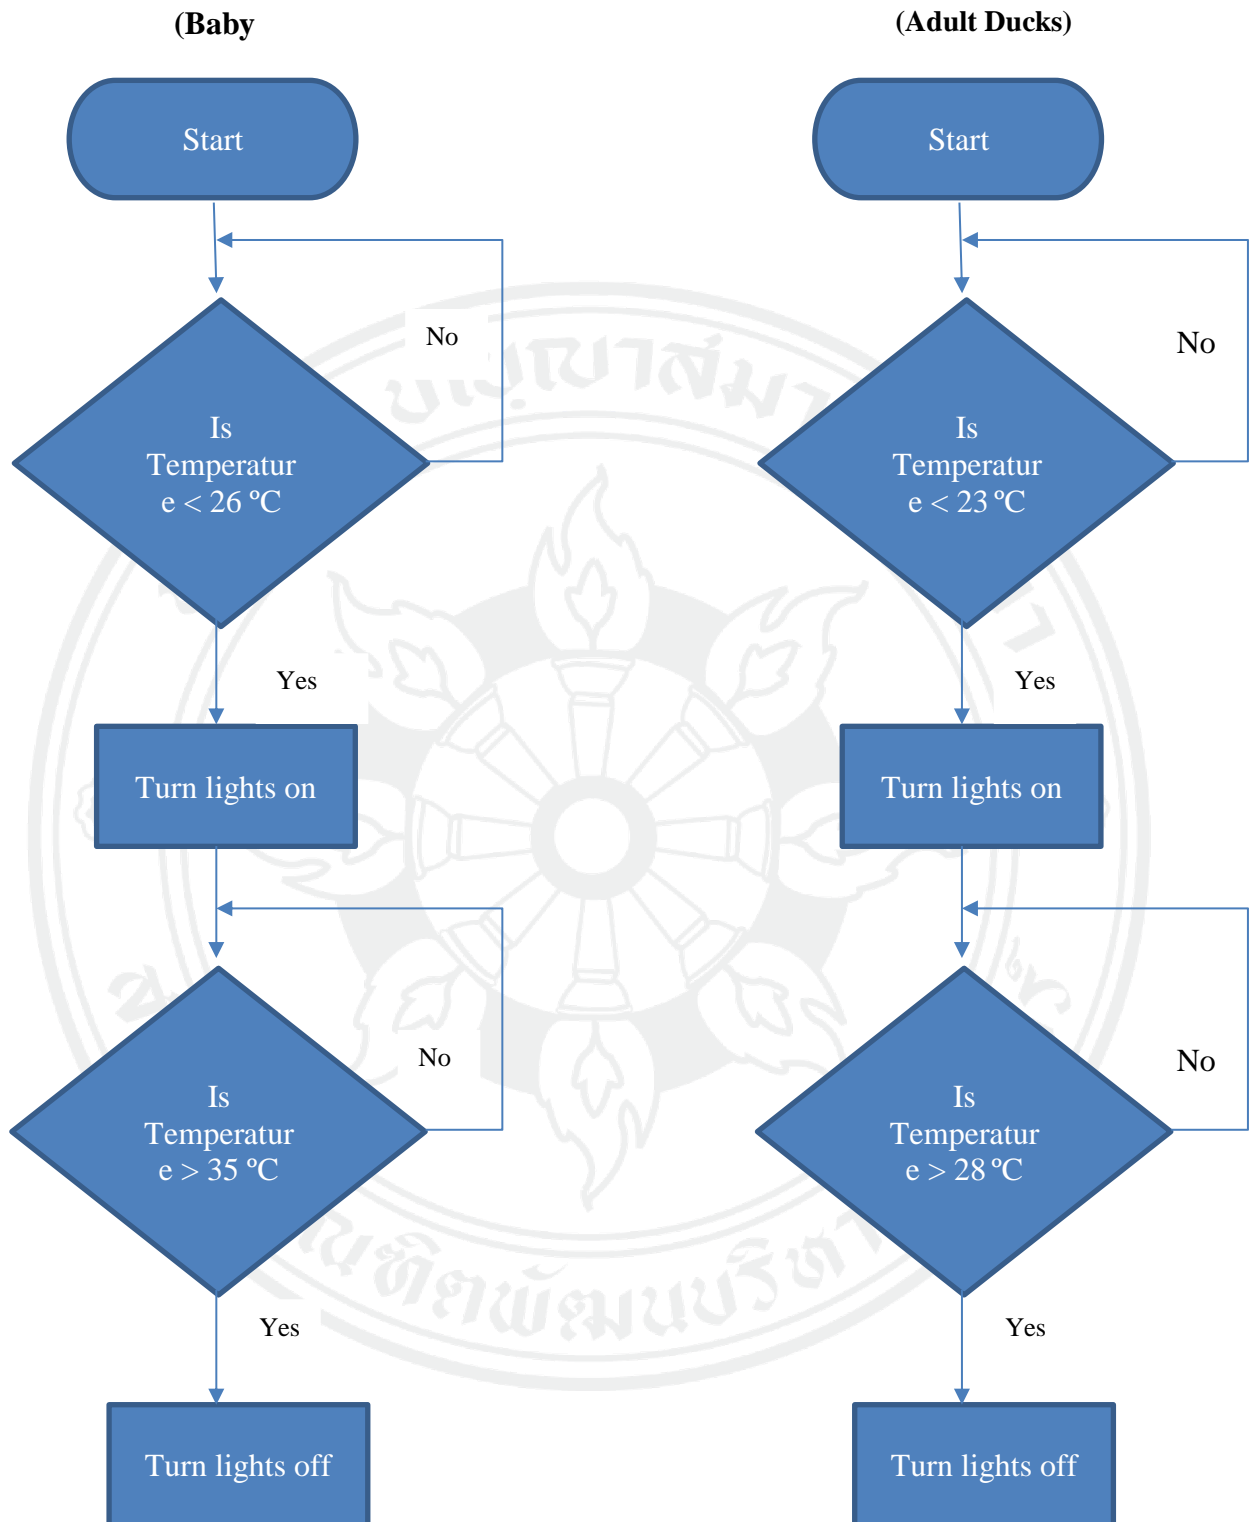 (Baby
Start
No
Is
Temperatur
e < 26 ºC
Yes
Turn lights on
No
Is
Temperatur
e > 35 ºC
Yes
Turn lights off
(Adult Ducks)
Start
No
Is
Temperatur
e < 23 ºC
Yes
Turn lights on
No
Is
Temperatur
e > 28 ºC
Yes
Turn lights off